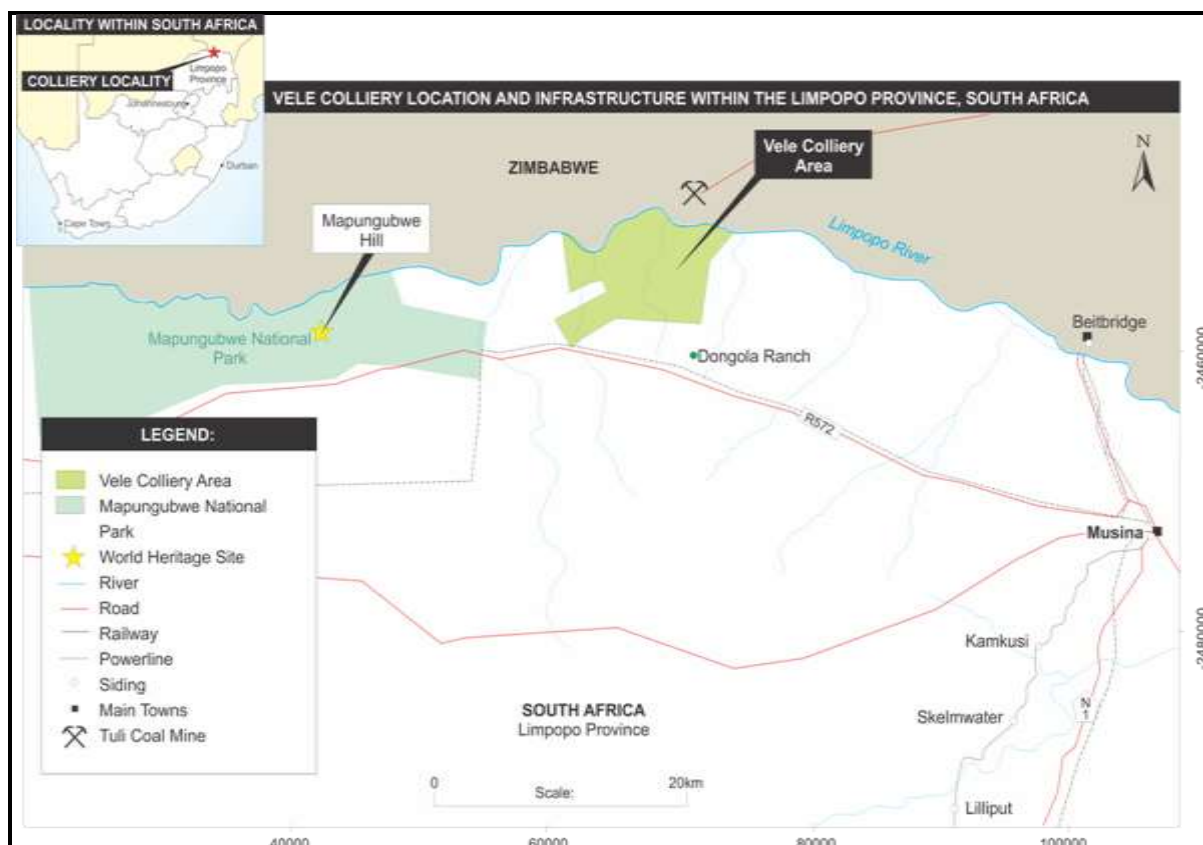 LOCALITY WITHIN SOUTH AFRICA
COLLIERY LOCALITY
Limpopo
Province
Johannesburg
Durban
Cape Town
VELE COLLIERY LOCATION AND INFRASTRUCTURE WITHIN THE LIMPOPO PROVINCE, SOUTH AFRICA
ZIMBABWE
Vele Colliery
Area
N
Mapungubwe
Hill
Limpopo River
Mapungubwe National
Park
Beitbridge
Dongola Ranch
-2460000
R572
LEGEND:
Vele Colliery Area
Mapungubwe National
Park
World Heritage Site
River
Road
Railway
Powerline
Siding
Main Towns
Tuli Coal Mine
Musina
Kamkusi
-2480000
Skelmwater
N
1
Lilliput
SOUTH AFRICA
Limpopo Province
0
20km
Scale:
40000
60000
80000
100000